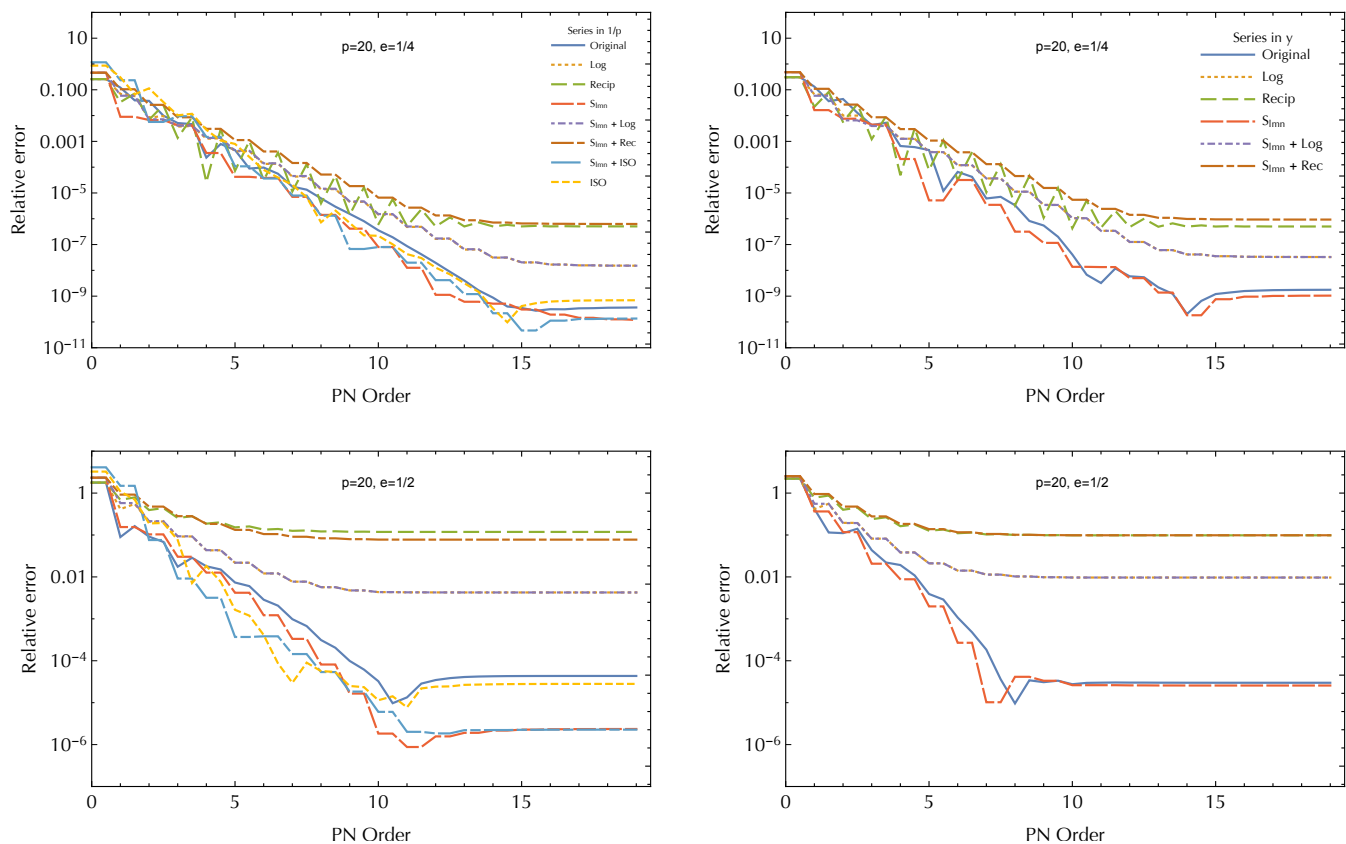 p=20, e=1/4
Series in 1/p
Original
Log
Recip
Slmn
Slmn + Log
Slmn + Rec
Slmn + ISO
ISO
10
0.100
0.001
10^-5
10^-7
10^-9
10^-11
Relative error
0
5
10
15
PN Order
p=20, e=1/4
Series in y
Original
Log
Recip
Slmn
Slmn + Log
Slmn + Rec
10
0.100
0.001
10^-5
10^-7
10^-9
10^-11
Relative error
0
5
10
15
PN Order
p=20, e=1/2
1
0.01
10^-4
10^-6
Relative error
0
5
10
15
PN Order
p=20, e=1/2
1
0.01
10^-4
10^-6
Relative error
0
5
10
15
PN Order